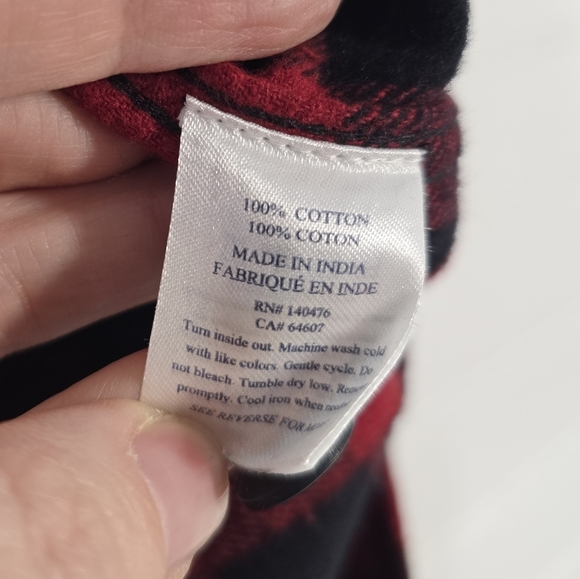 100% COTTON
100% COTON
MADE IN INDIA
FABRIQUÉ EN INDE
RN# 140476
CA# 64607
Turn inside out. Machine wash cold
with like colors. Gentle cycle. Do
not bleach. Tumble dry low.
promptly. Cool iron when
SEE REVERSE FOR